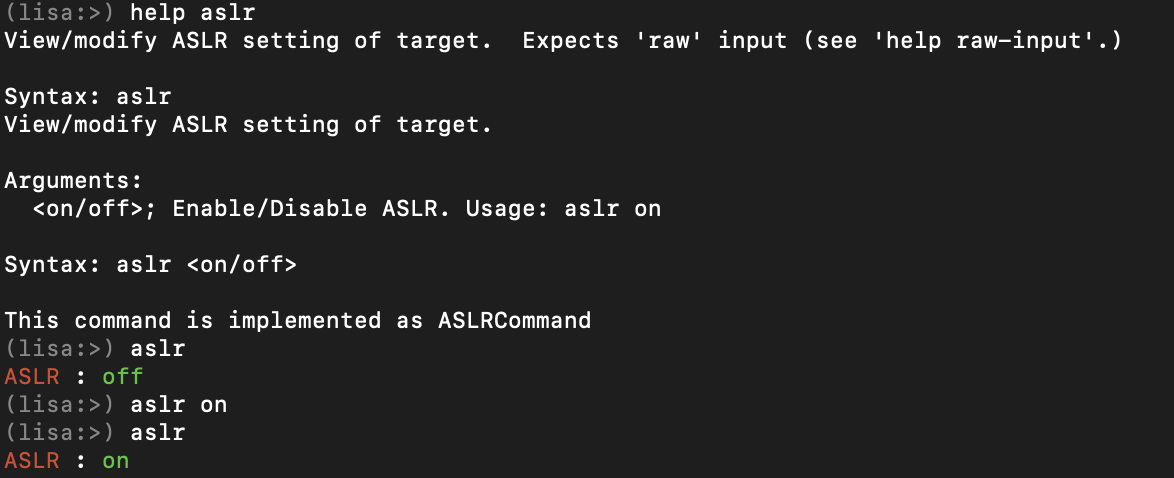 (lisa:>) help aslr
View/modify ASLR setting of target.  Expects 'raw' input (see 'help raw-input'.)
Syntax: aslr
View/modify ASLR setting of target.
Arguments:
  <on/off>; Enable/Disable ASLR. Usage: aslr on
Syntax: aslr <on/off>
This command is implemented as ASLRCommand
(lisa:>) aslr
ASLR : off
(lisa:>) aslr on
(lisa:>) aslr
ASLR : on